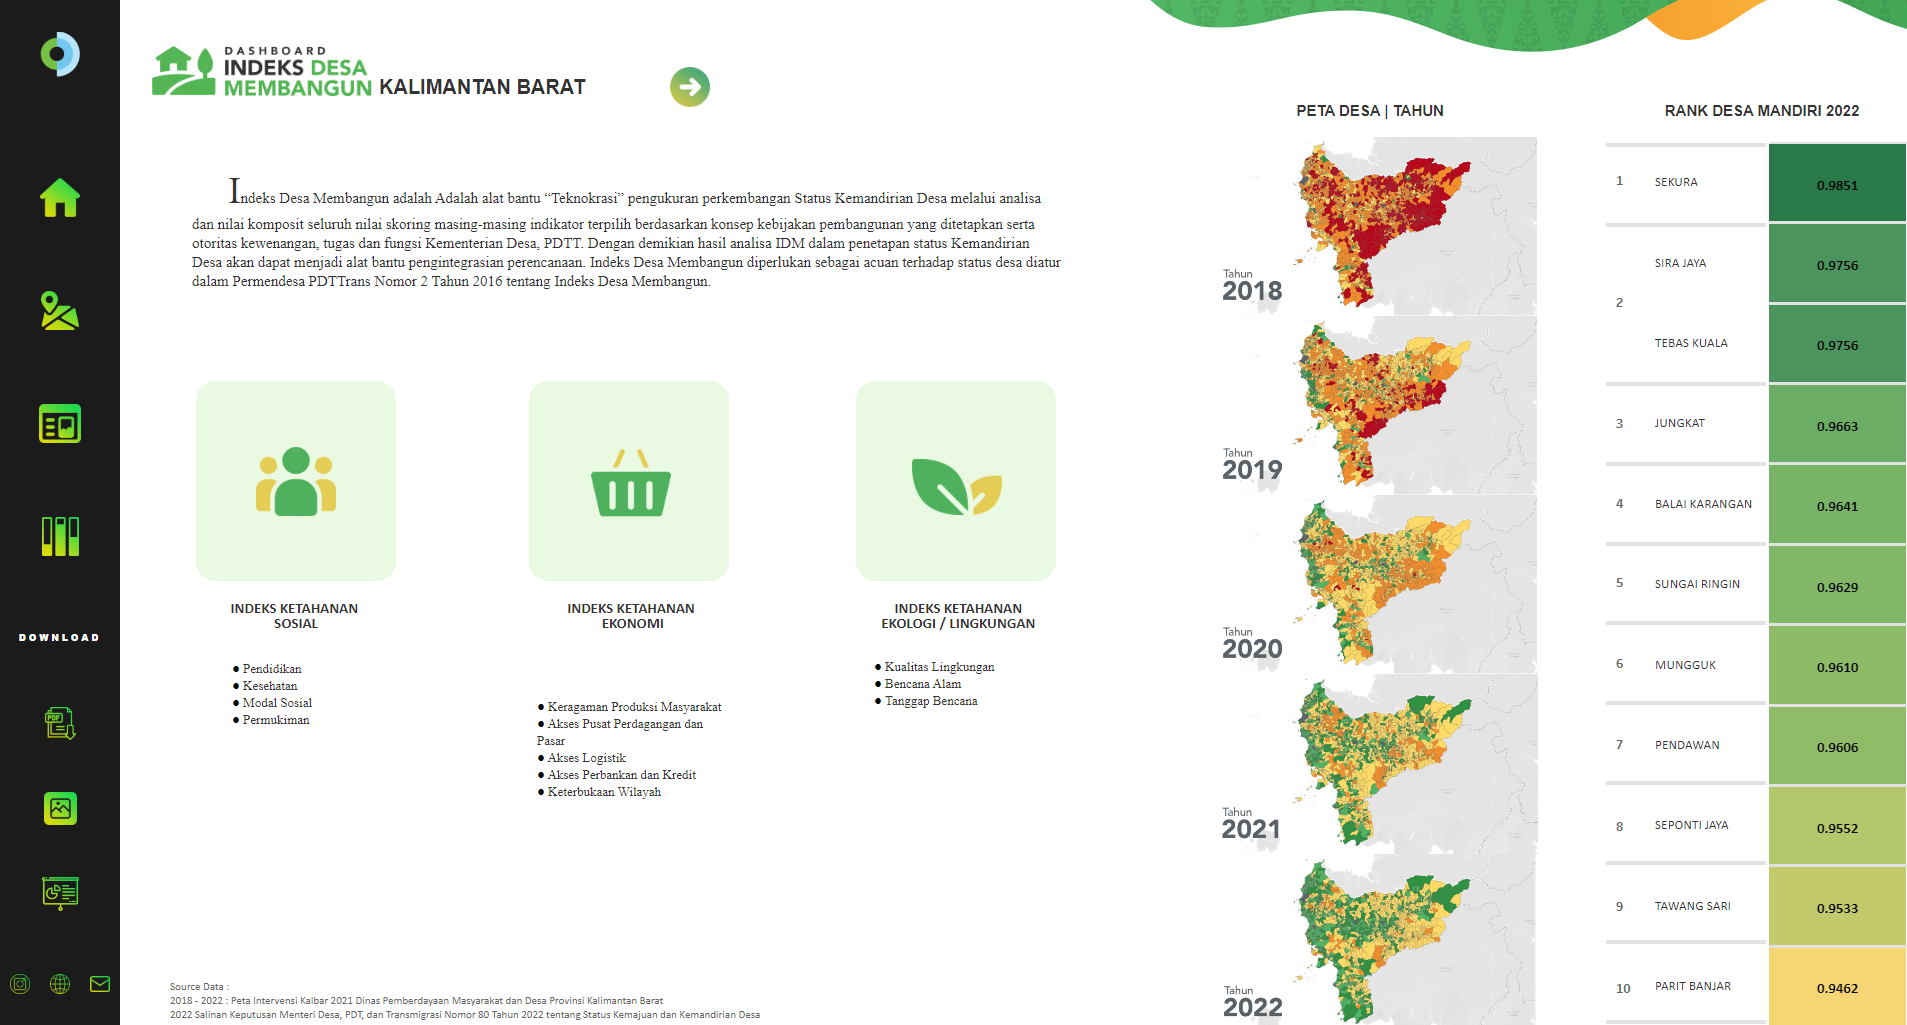 DASHBOARD
INDEKS DESA
MEMBANGUN KALIMANTAN BARAT
Indeks Desa Membangun adalah Adalah alat bantu “Teknokrasi” pengukuran perkembangan Status Kemandirian Desa melalui analisa
dan nilai komposit seluruh nilai skoring masing-masing indikator terpilih berdasarkan konsep kebijakan pembangunan yang ditetapkan serta
otoritas kewenangan, tugas dan fungsi Kementerian Desa, PDTT. Dengan demikian hasil analisa IDM dalam penetapan status Kemandirian
Desa akan dapat menjadi alat bantu pengintegrasian perencanaan. Indeks Desa Membangun diperlukan sebagai acuan terhadap status desa diatur
dalam Permendesa PDTTrans Nomor 2 Tahun 2016 tentang Indeks Desa Membangun.
INDEKS KETAHANAN
SOSIAL
● Pendidikan
● Kesehatan
● Modal Sosial
● Permukiman
INDEKS KETAHANAN
EKONOMI
● Keragaman Produksi Masyarakat
● Akses Pusat Perdagangan dan
Pasar
● Akses Logistik
● Akses Perbankan dan Kredit
● Keterbukaan Wilayah
INDEKS KETAHANAN
EKOLOGI / LINGKUNGAN
● Kualitas Lingkungan
● Bencana Alam
● Tanggap Bencana
DOWNLOAD
PDF
Source Data :
2018 - 2022 : Peta Intervensi Kalbar 2021 Dinas Pemberdayaan Masyarakat dan Desa Provinsi Kalimantan Barat
2022 Salinan Keputusan Menteri Desa, PDT, dan Transmigrasi Nomor 80 Tahun 2022 tentang Status Kemajuan dan Kemandirian Desa
PETA DESA | TAHUN
Tahun
2018
Tahun
2019
Tahun
2020
Tahun
2021
Tahun
2022
RANK DESA MANDIRI 2022
1 SEKURA 0.9851
2 SIRA JAYA 0.9756
TEBAS KUALA 0.9756
3 JUNGKAT 0.9663
4 BALAI KARANGAN 0.9641
5 SUNGAI RINGIN 0.9629
6 MUNGGUK 0.9610
7 PENDAWAN 0.9606
8 SEPONTI JAYA 0.9552
9 TAWANG SARI 0.9533
10 PARIT BANJAR 0.9462